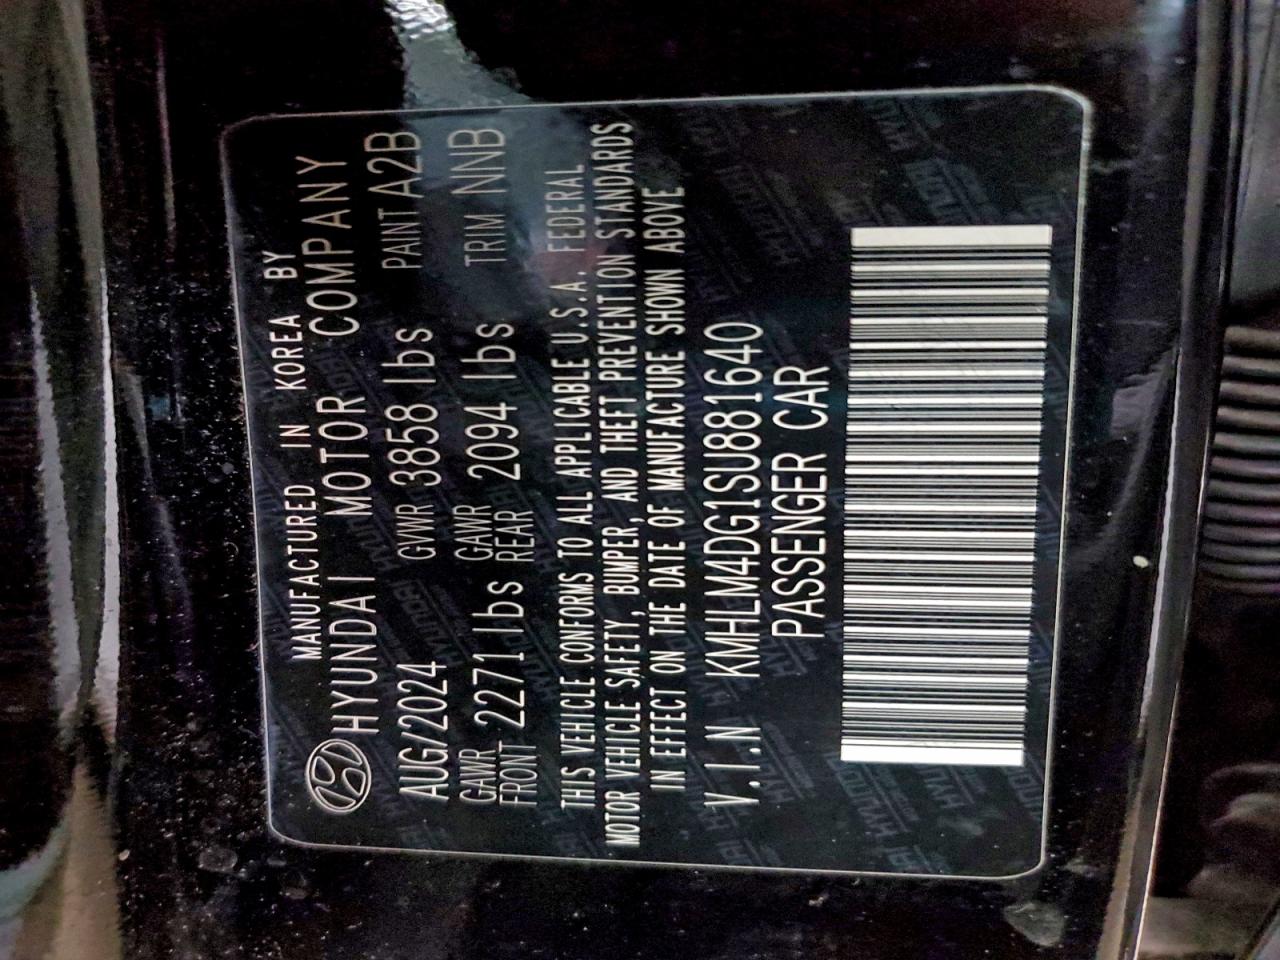 MANUFACTURED IN KOREA BY
HYUNDAI MOTOR COMPANY
AUG/2024 GVWR 3858 lbs PAINT A2B
GAWR FRONT 2271 lbs GAWR REAR 2094 lbs TRIM NNB
THIS VEHICLE CONFORMS TO ALL APPLICABLE U.S.A. FEDERAL
MOTOR VEHICLE SAFETY, BUMPER, AND THEFT PREVENTION STANDARDS
IN EFFECT ON THE DATE OF MANUFACTURE SHOWN ABOVE
V.I.N KMHLM4DG1SU881640
PASSENGER CAR